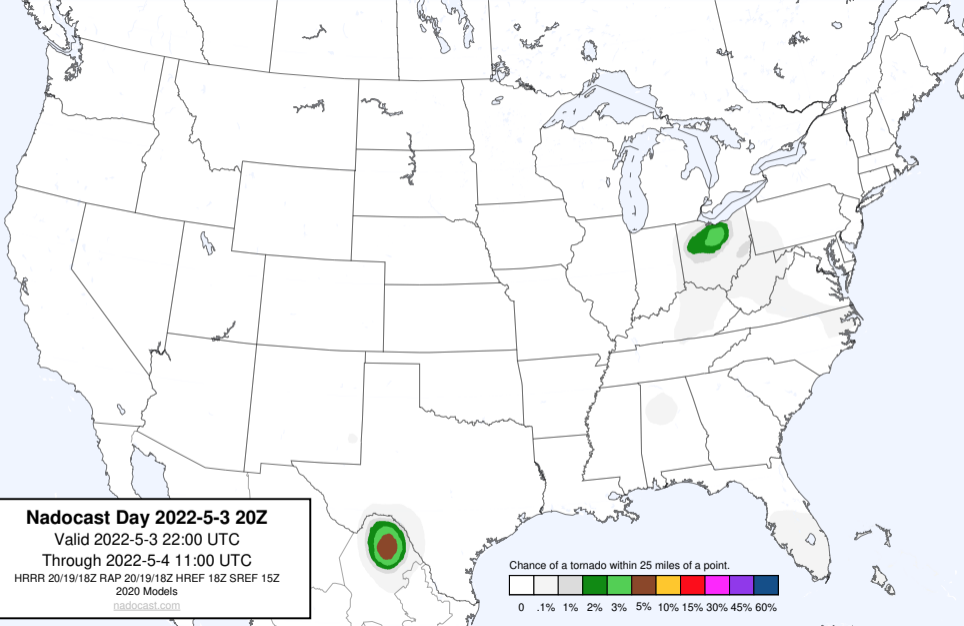 Nadocast Day 2022-5-3 20Z
Valid 2022-5-3 22:00 UTC
Through 2022-5-4 11:00 UTC
HRRR 20/19/18Z RAP 20/19/18Z HREF 18Z SREF 15Z
2020 Models
nadocast.com
Chance of a tornado within 25 miles of a point.
0 .1% 1% 2% 3% 5% 10% 15% 30% 45% 60%